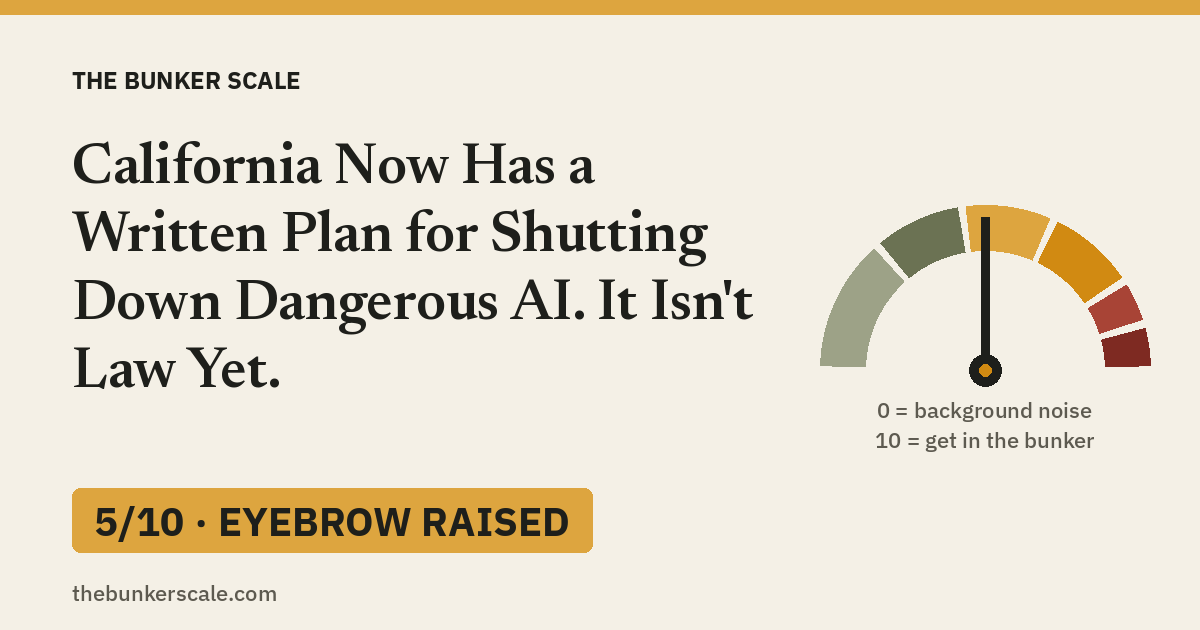 THE BUNKER SCALE
California Now Has a
Written Plan for Shutting
Down Dangerous AI. It Isn't
Law Yet.
0 = background noise
10 = get in the bunker
5/10 · EYEBROW RAISED
thebunkerscale.com